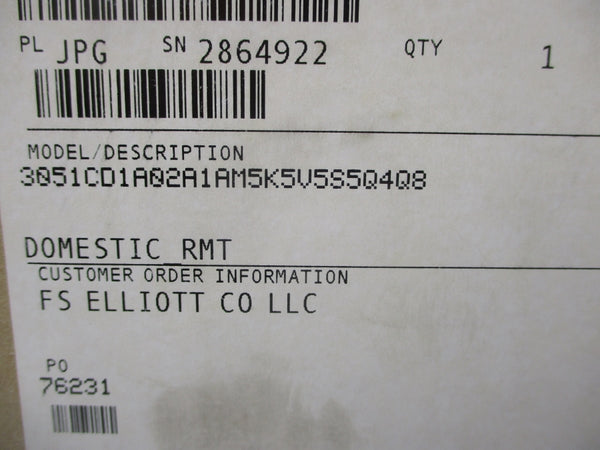 PL JPG SN 2864922 QTY 1
MODEL/DESCRIPTION
3051CD1A02A1AM5K5V5S5Q4Q8
DOMESTIC RMT
CUSTOMER ORDER INFORMATION
FS ELLIOTT CO LLC
PO
76231